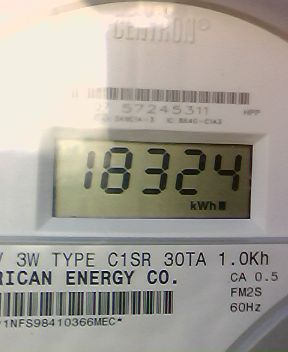 CENTRON®
57245311 HPP
18324
kWh
V 3W TYPE C1SR 30TA 1.0Kh
RICAN ENERGY CO. CA 0.5
FM2S
60Hz
1NFS98410366MEC*